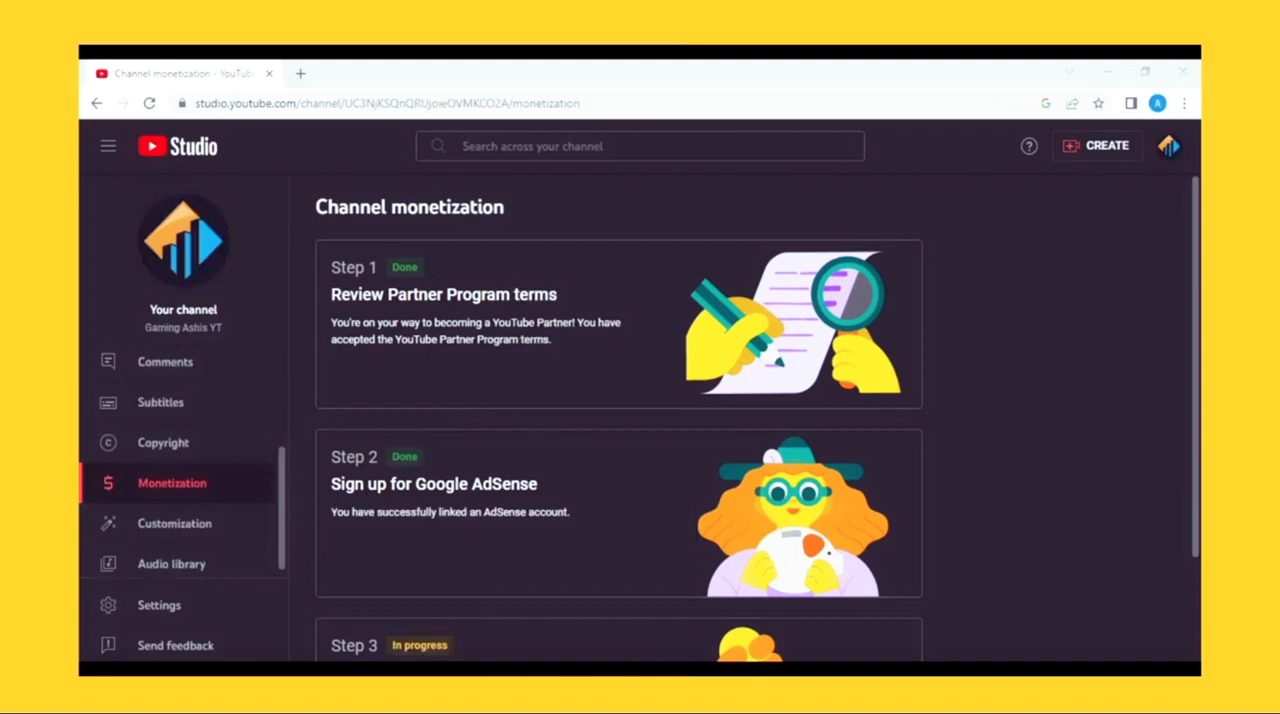 Channel monetization - YouTub
studio.youtube.com/channel/UC3NjKSQnQRUjoieOVMKCO2A/monetization
A
Studio
Search across your channel
CREATE
Your channel
Gaming Ashis YT
Comments
Subtitles
Copyright
Monetization
Customization
Audio library
Settings
Send feedback
Channel monetization
Step 1 Done
Review Partner Program terms
You're on your way to becoming a YouTube Partner! You have
accepted the YouTube Partner Program terms.
Step 2 Done
Sign up for Google AdSense
You have successfully linked an AdSense account.
Step 3 In progress